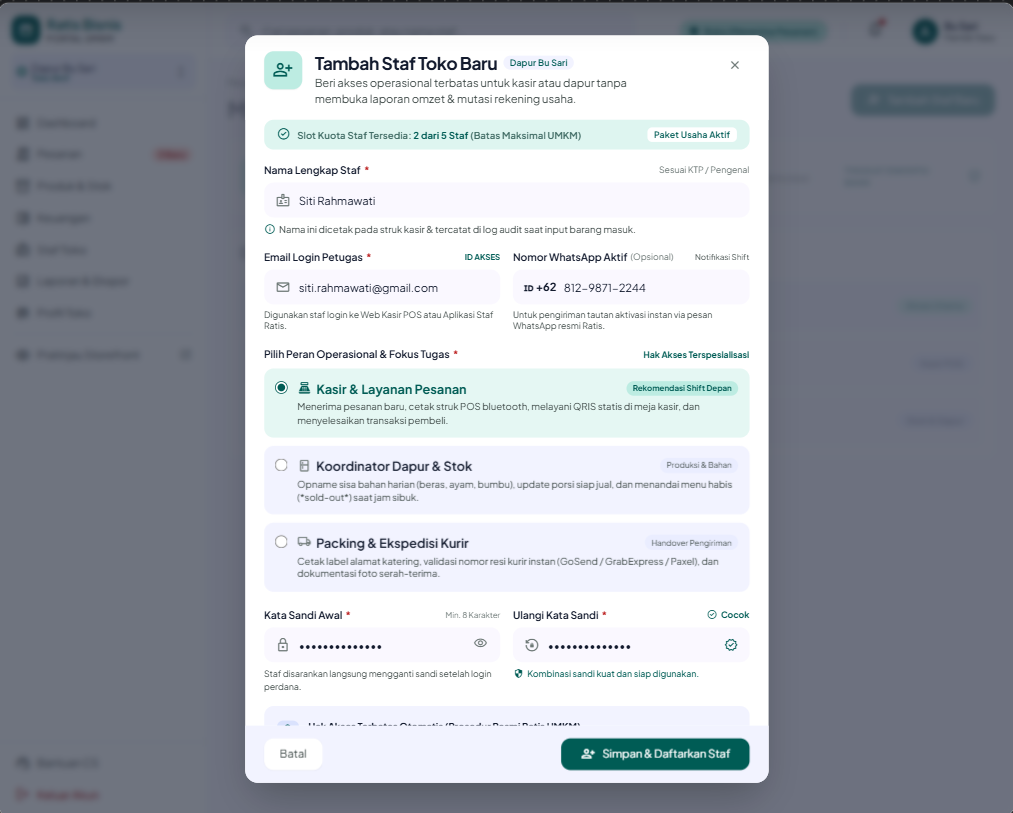 Tambah Staf Toko Baru
Dapur Bu Sari
Beri akses operasional terbatas untuk kasir atau dapur tanpa
membuka laporan omzet & mutasi rekening usaha.
Slot Kuota Staf Tersedia: 2 dari 5 Staf (Batas Maksimal UMKM)
Paket Usaha Aktif
Nama Lengkap Staf *
Sesuai KTP / Pengenal
Siti Rahmawati
Nama ini dicetak pada struk kasir & tercatat di log audit saat input barang masuk.
Email Login Petugas *
ID AKSES
siti.rahmawati@gmail.com
Digunakan staf login ke Web Kasir POS atau Aplikasi Staf
Ratis.
Nomor WhatsApp Aktif (Opsional)
Notifikasi Shift
ID +62 812-9871-2244
Untuk pengiriman tautan aktivasi instan via pesan
WhatsApp resmi Ratis.
Pilih Peran Operasional & Fokus Tugas *
Hak Akses Terspesialisasi
Kasir & Layanan Pesanan
Rekomendasi Shift Depan
Menerima pesanan baru, cetak struk POS bluetooth, melayani QRIS statis di meja kasir, dan
menyelesaikan transaksi pembeli.
Koordinator Dapur & Stok
Produksi & Bahan
Opname sisa bahan harian (beras, ayam, bumbu), update porsi siap jual, dan menandai menu habis
(*sold-out*) saat jam sibuk.
Packing & Ekspedisi Kurir
Handover Pengiriman
Cetak label alamat katering, validasi nomor resi kurir instan (GoSend / GrabExpress / Paxel), dan
dokumentasi foto serah-terima.
Kata Sandi Awal *
Min. 8 Karakter
••••••••••••••
Staf disarankan langsung mengganti sandi setelah login
perdana.
Ulangi Kata Sandi *
Cocok
••••••••••••••
Kombinasi sandi kuat dan siap digunakan.
Hak Akses Terbatas Otomatis (Prosedur Resmi Ratis UMKM)
Batal
Simpan & Daftarkan Staf